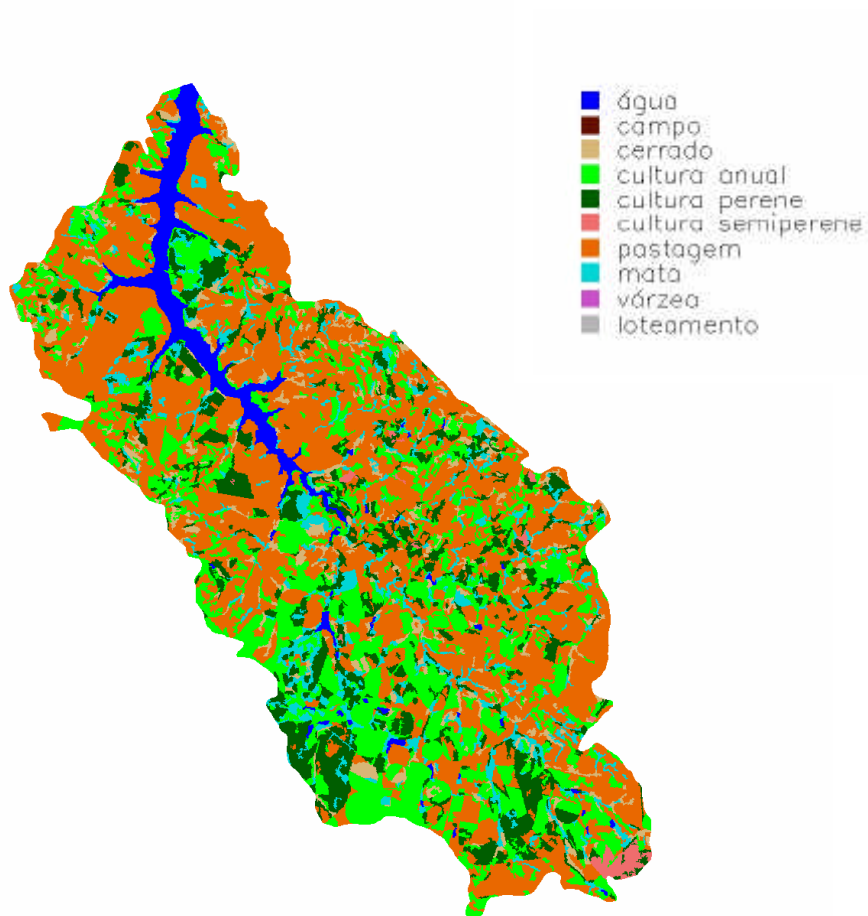 água
campo
cerrado
cultura anual
cultura perene
cultura semiperene
pastagem
mata
várzea
loteamento